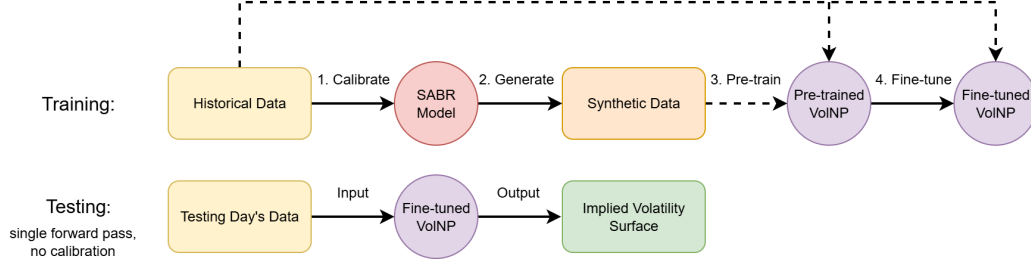 Training:
Historical Data
1. Calibrate
SABR
Model
2. Generate
Synthetic Data
3. Pre-train
Pre-trained
VolNP
4. Fine-tune
Fine-tuned
VolNP
Testing:
single forward pass,
no calibration
Testing Day's Data
Input
Fine-tuned
VolNP
Output
Implied Volatility
Surface